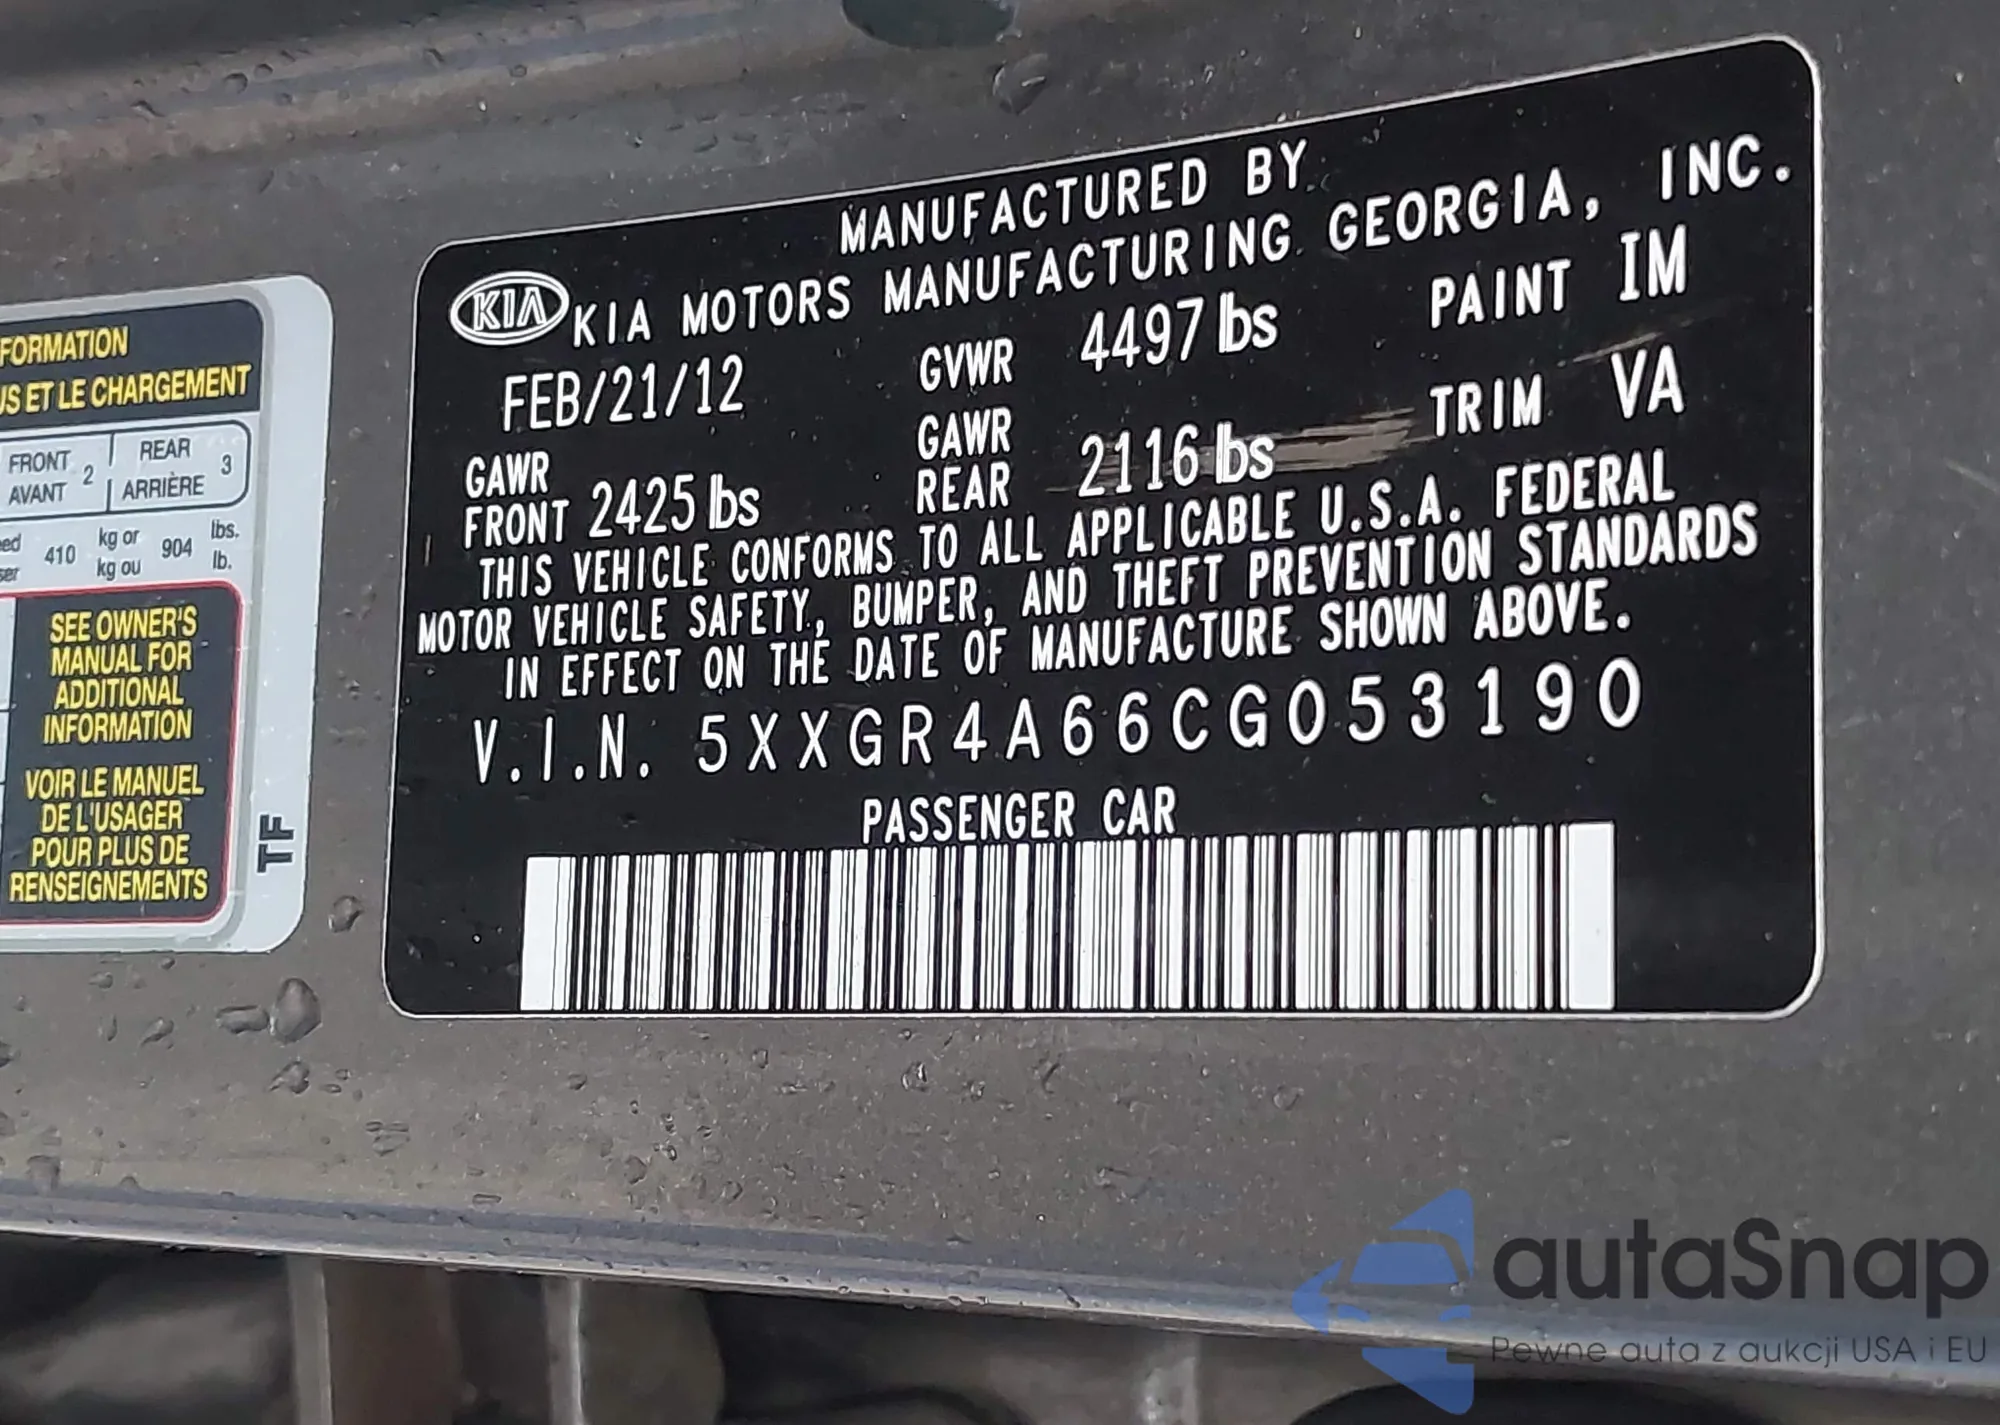 MANUFACTURED BY
KIA KIA MOTORS MANUFACTURING GEORGIA, INC.
FEB/21/12 GVWR 4497 lbs PAINT IM
GAWR FRONT 2425 lbs GAWR REAR 2116 lbs TRIM VA
THIS VEHICLE CONFORMS TO ALL APPLICABLE U.S.A. FEDERAL
MOTOR VEHICLE SAFETY, BUMPER, AND THEFT PREVENTION STANDARDS
IN EFFECT ON THE DATE OF MANUFACTURE SHOWN ABOVE.
V.I.N. 5XXGR4A66CG053190
PASSENGER CAR
FORMATION
US ET LE CHARGEMENT
FRONT AVANT 2 REAR ARRIÈRE 3
410 kg or kg ou 904 lbs. lb.
SEE OWNER'S
MANUAL FOR
ADDITIONAL
INFORMATION
VOIR LE MANUEL
DE L'USAGER
POUR PLUS DE
RENSEIGNEMENTS
TF
autaSnap
Pewne auta z aukcji USA i EU